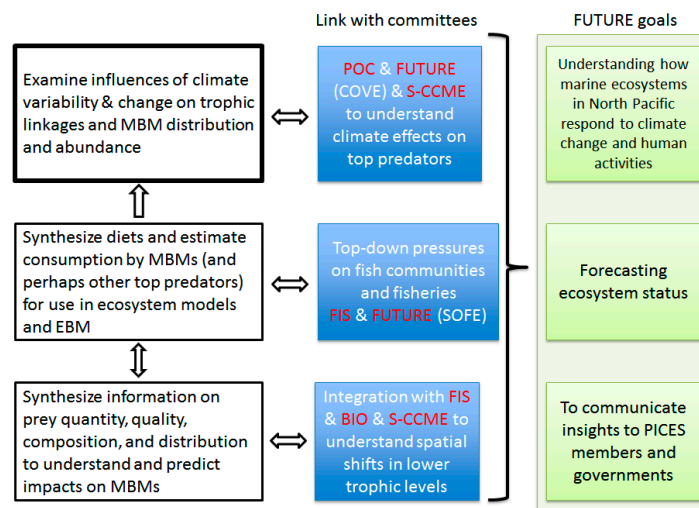 Link with committees
FUTURE goals
Examine influences of climate
variability & change on trophic
linkages and MBM distribution
and abundance
POC & FUTURE
(COVE) & S-CCME
to understand
climate effects on
top predators
Understanding how
marine ecosystems
in North Pacific
respond to climate
change and human
activities
Synthesize diets and estimate
consumption by MBMs (and
perhaps other top predators)
for use in ecosystem models
and EBM
Top-down pressures
on fish communities
and fisheries
FIS & FUTURE (SOFE)
Forecasting
ecosystem status
Synthesize information on
prey quantity, quality,
composition, and distribution
to understand and predict
impacts on MBMs
Integration with FIS
& BIO & S-CCME to
understand spatial
shifts in lower
trophic levels
To communicate
insights to PICES
members and
governments